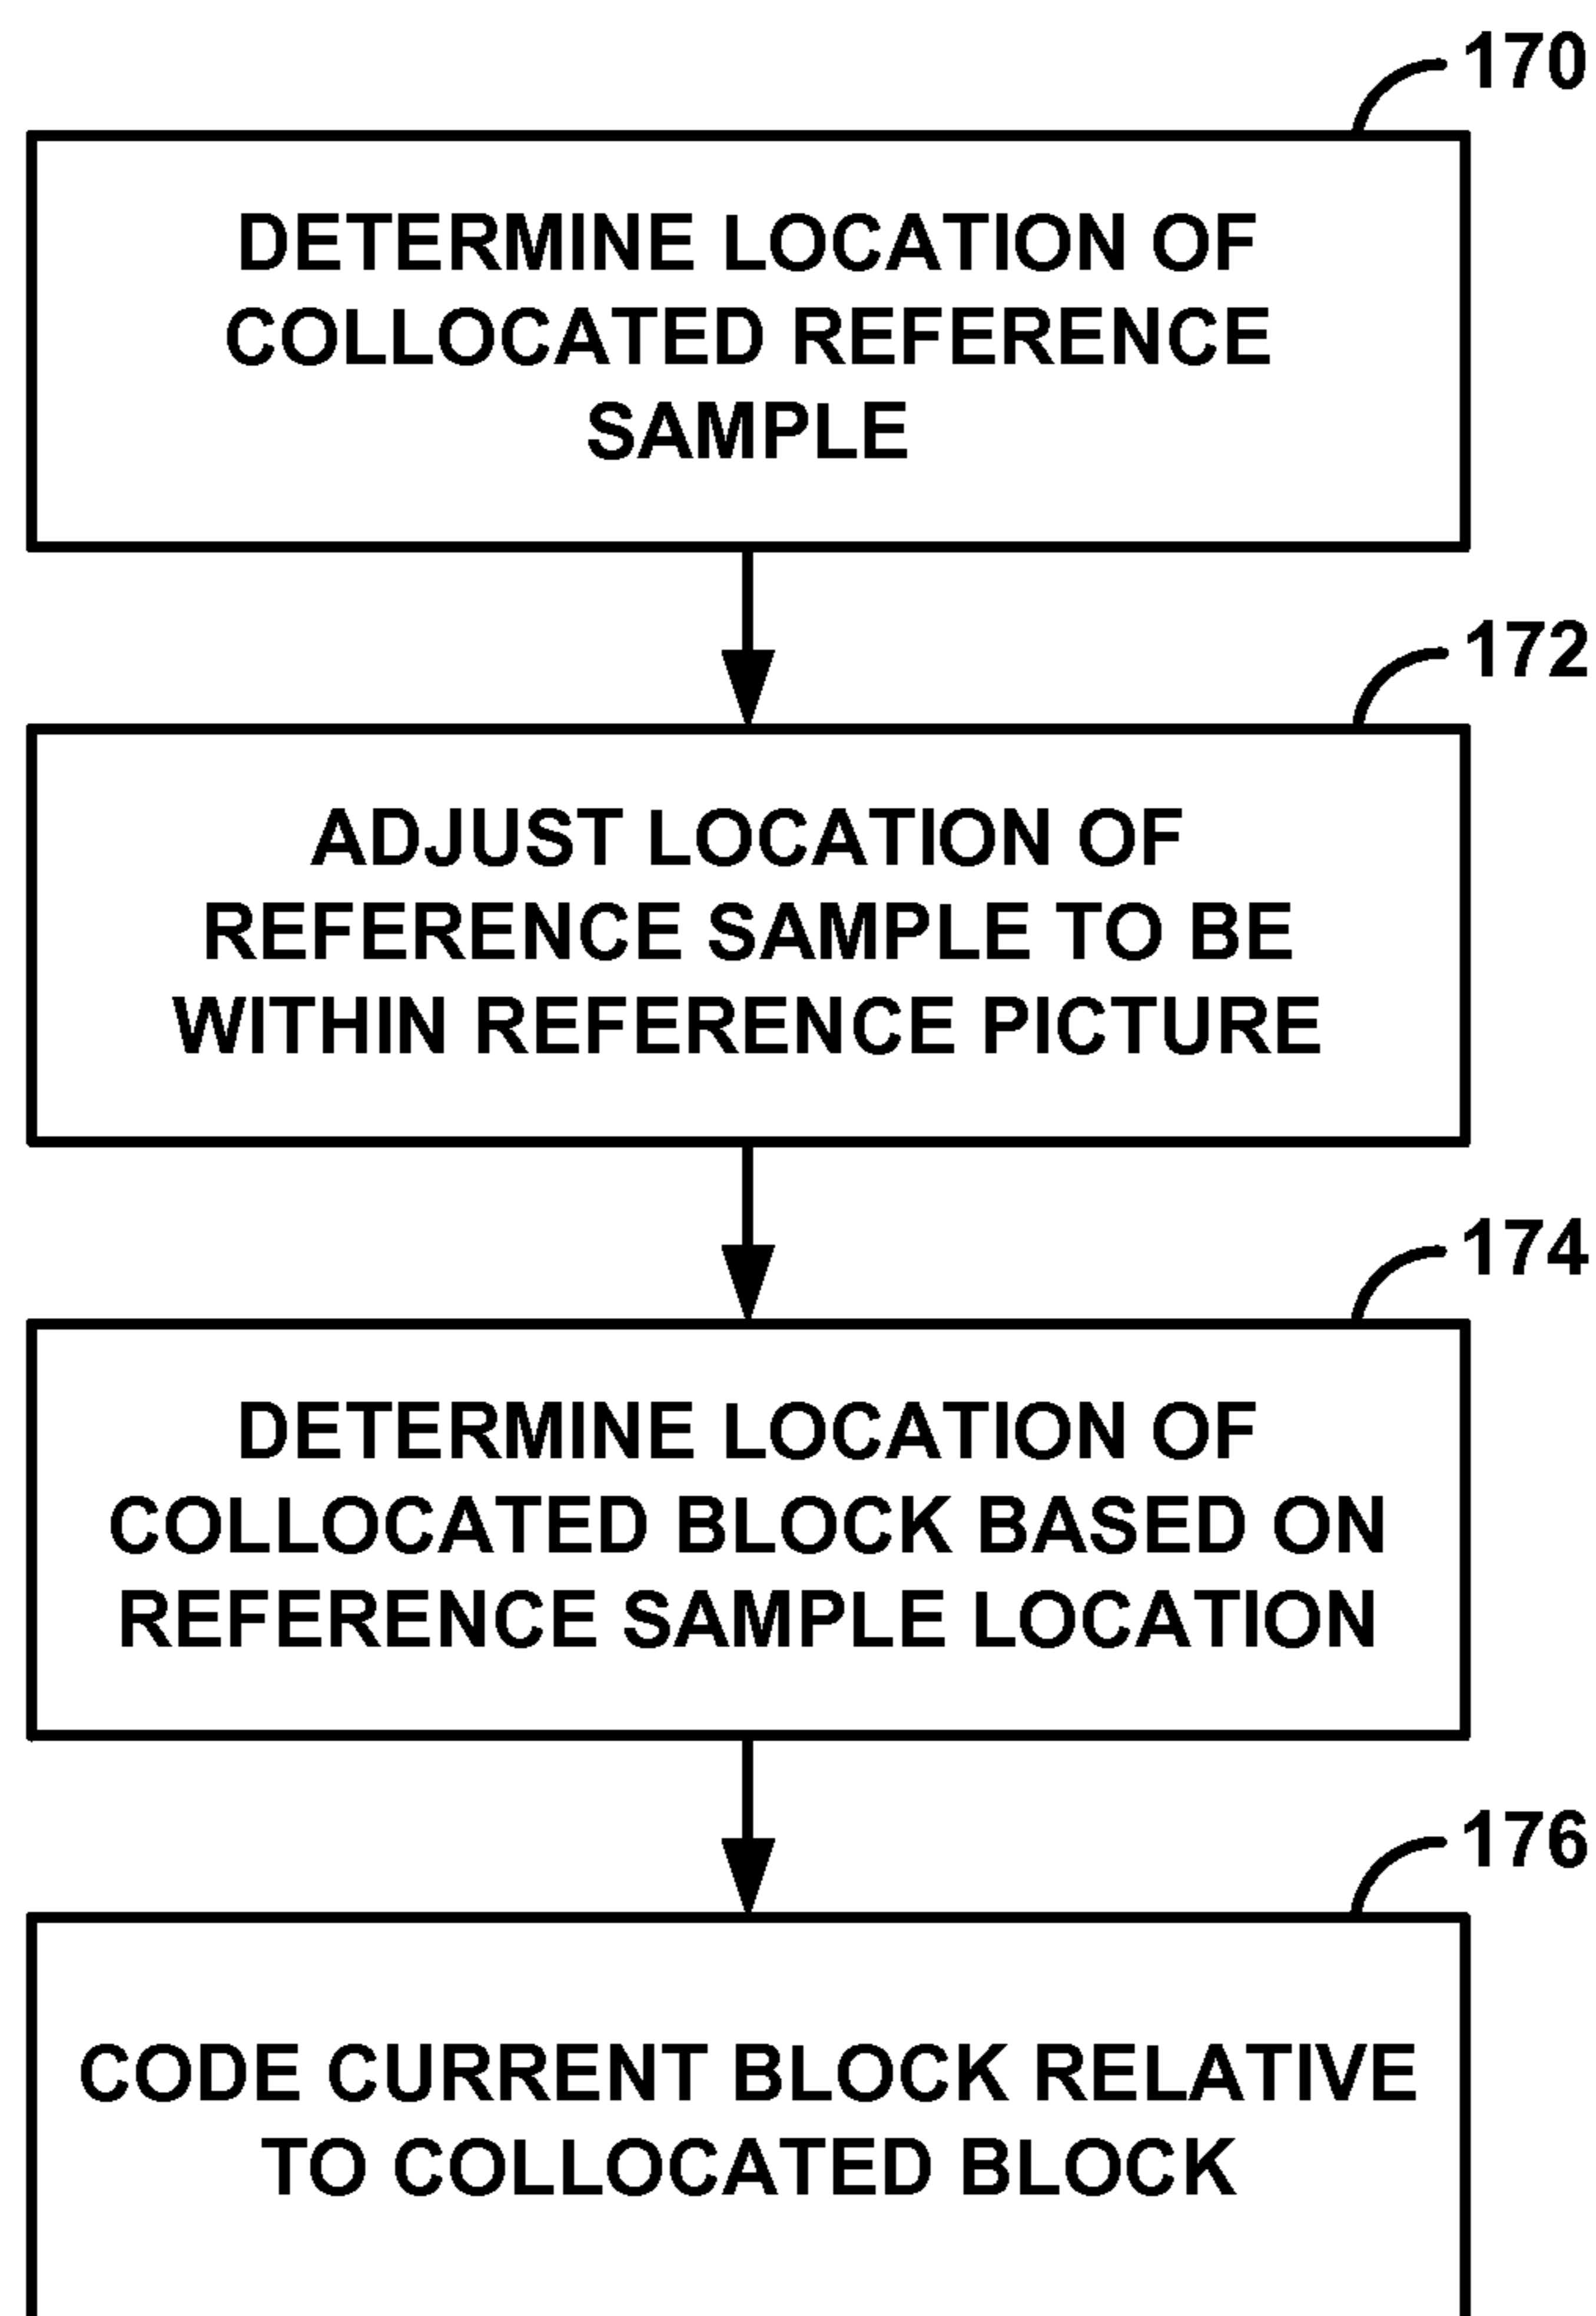 170
DETERMINE LOCATION OF
COLLOCATED REFERENCE
SAMPLE
172
ADJUST LOCATION OF
REFERENCE SAMPLE TO BE
WITHIN REFERENCE PICTURE
174
DETERMINE LOCATION OF
COLLOCATED BLOCK BASED ON
REFERENCE SAMPLE LOCATION
176
CODE CURRENT BLOCK RELATIVE
TO COLLOCATED BLOCK